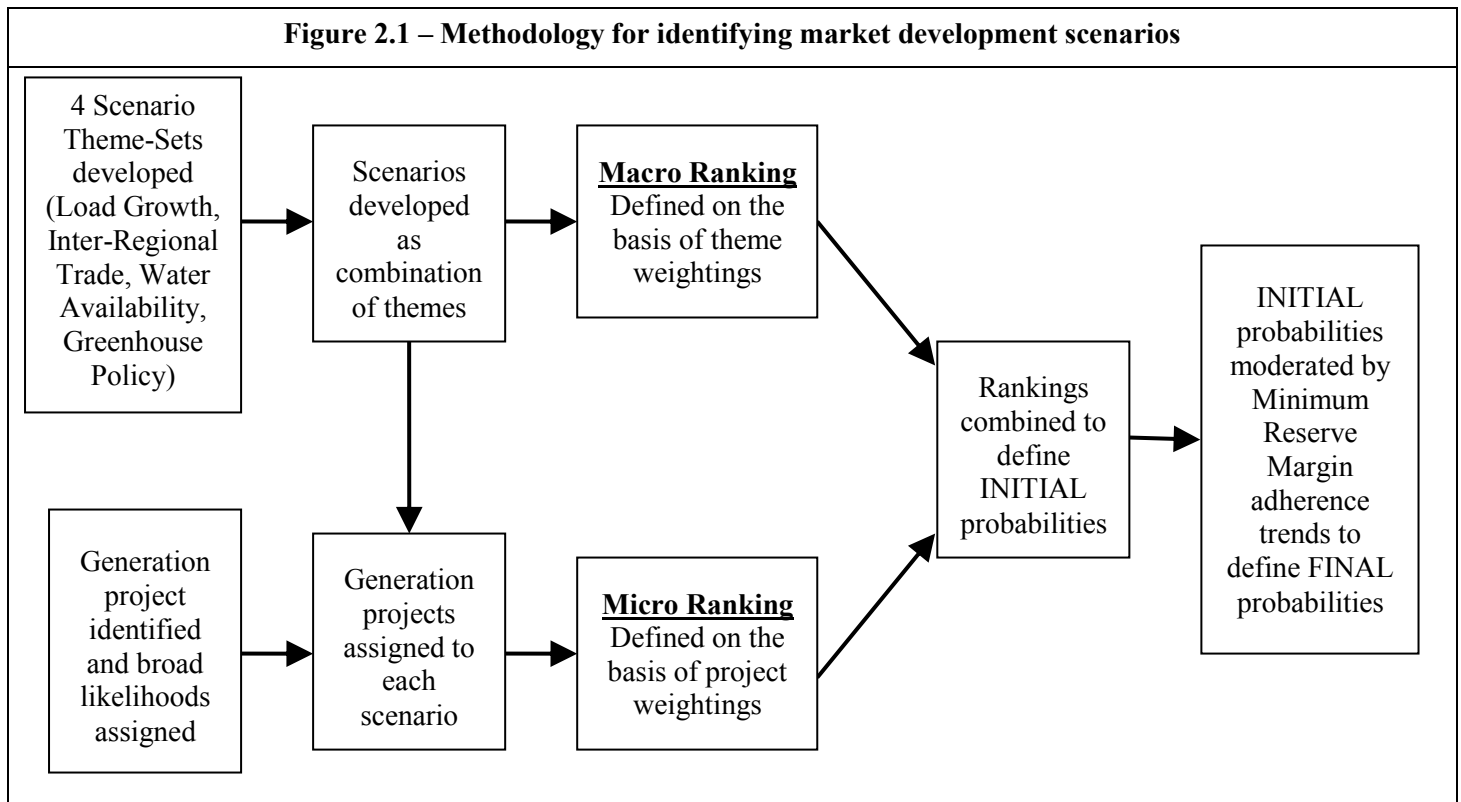 Figure 2.1 – Methodology for identifying market development scenarios
4 Scenario
Theme-Sets
developed
(Load Growth,
Inter-Regional
Trade, Water
Availability,
Greenhouse
Policy)
Scenarios
developed
as
combination
of themes
Macro Ranking
Defined on the
basis of theme
weightings
Generation
project
identified
and broad
likelihoods
assigned
Generation
projects
assigned to
each
scenario
Micro Ranking
Defined on the
basis of project
weightings
Rankings
combined to
define
INITIAL
probabilities
INITIAL
probabilities
moderated by
Minimum
Reserve
Margin
adherence
trends to
define FINAL
probabilities